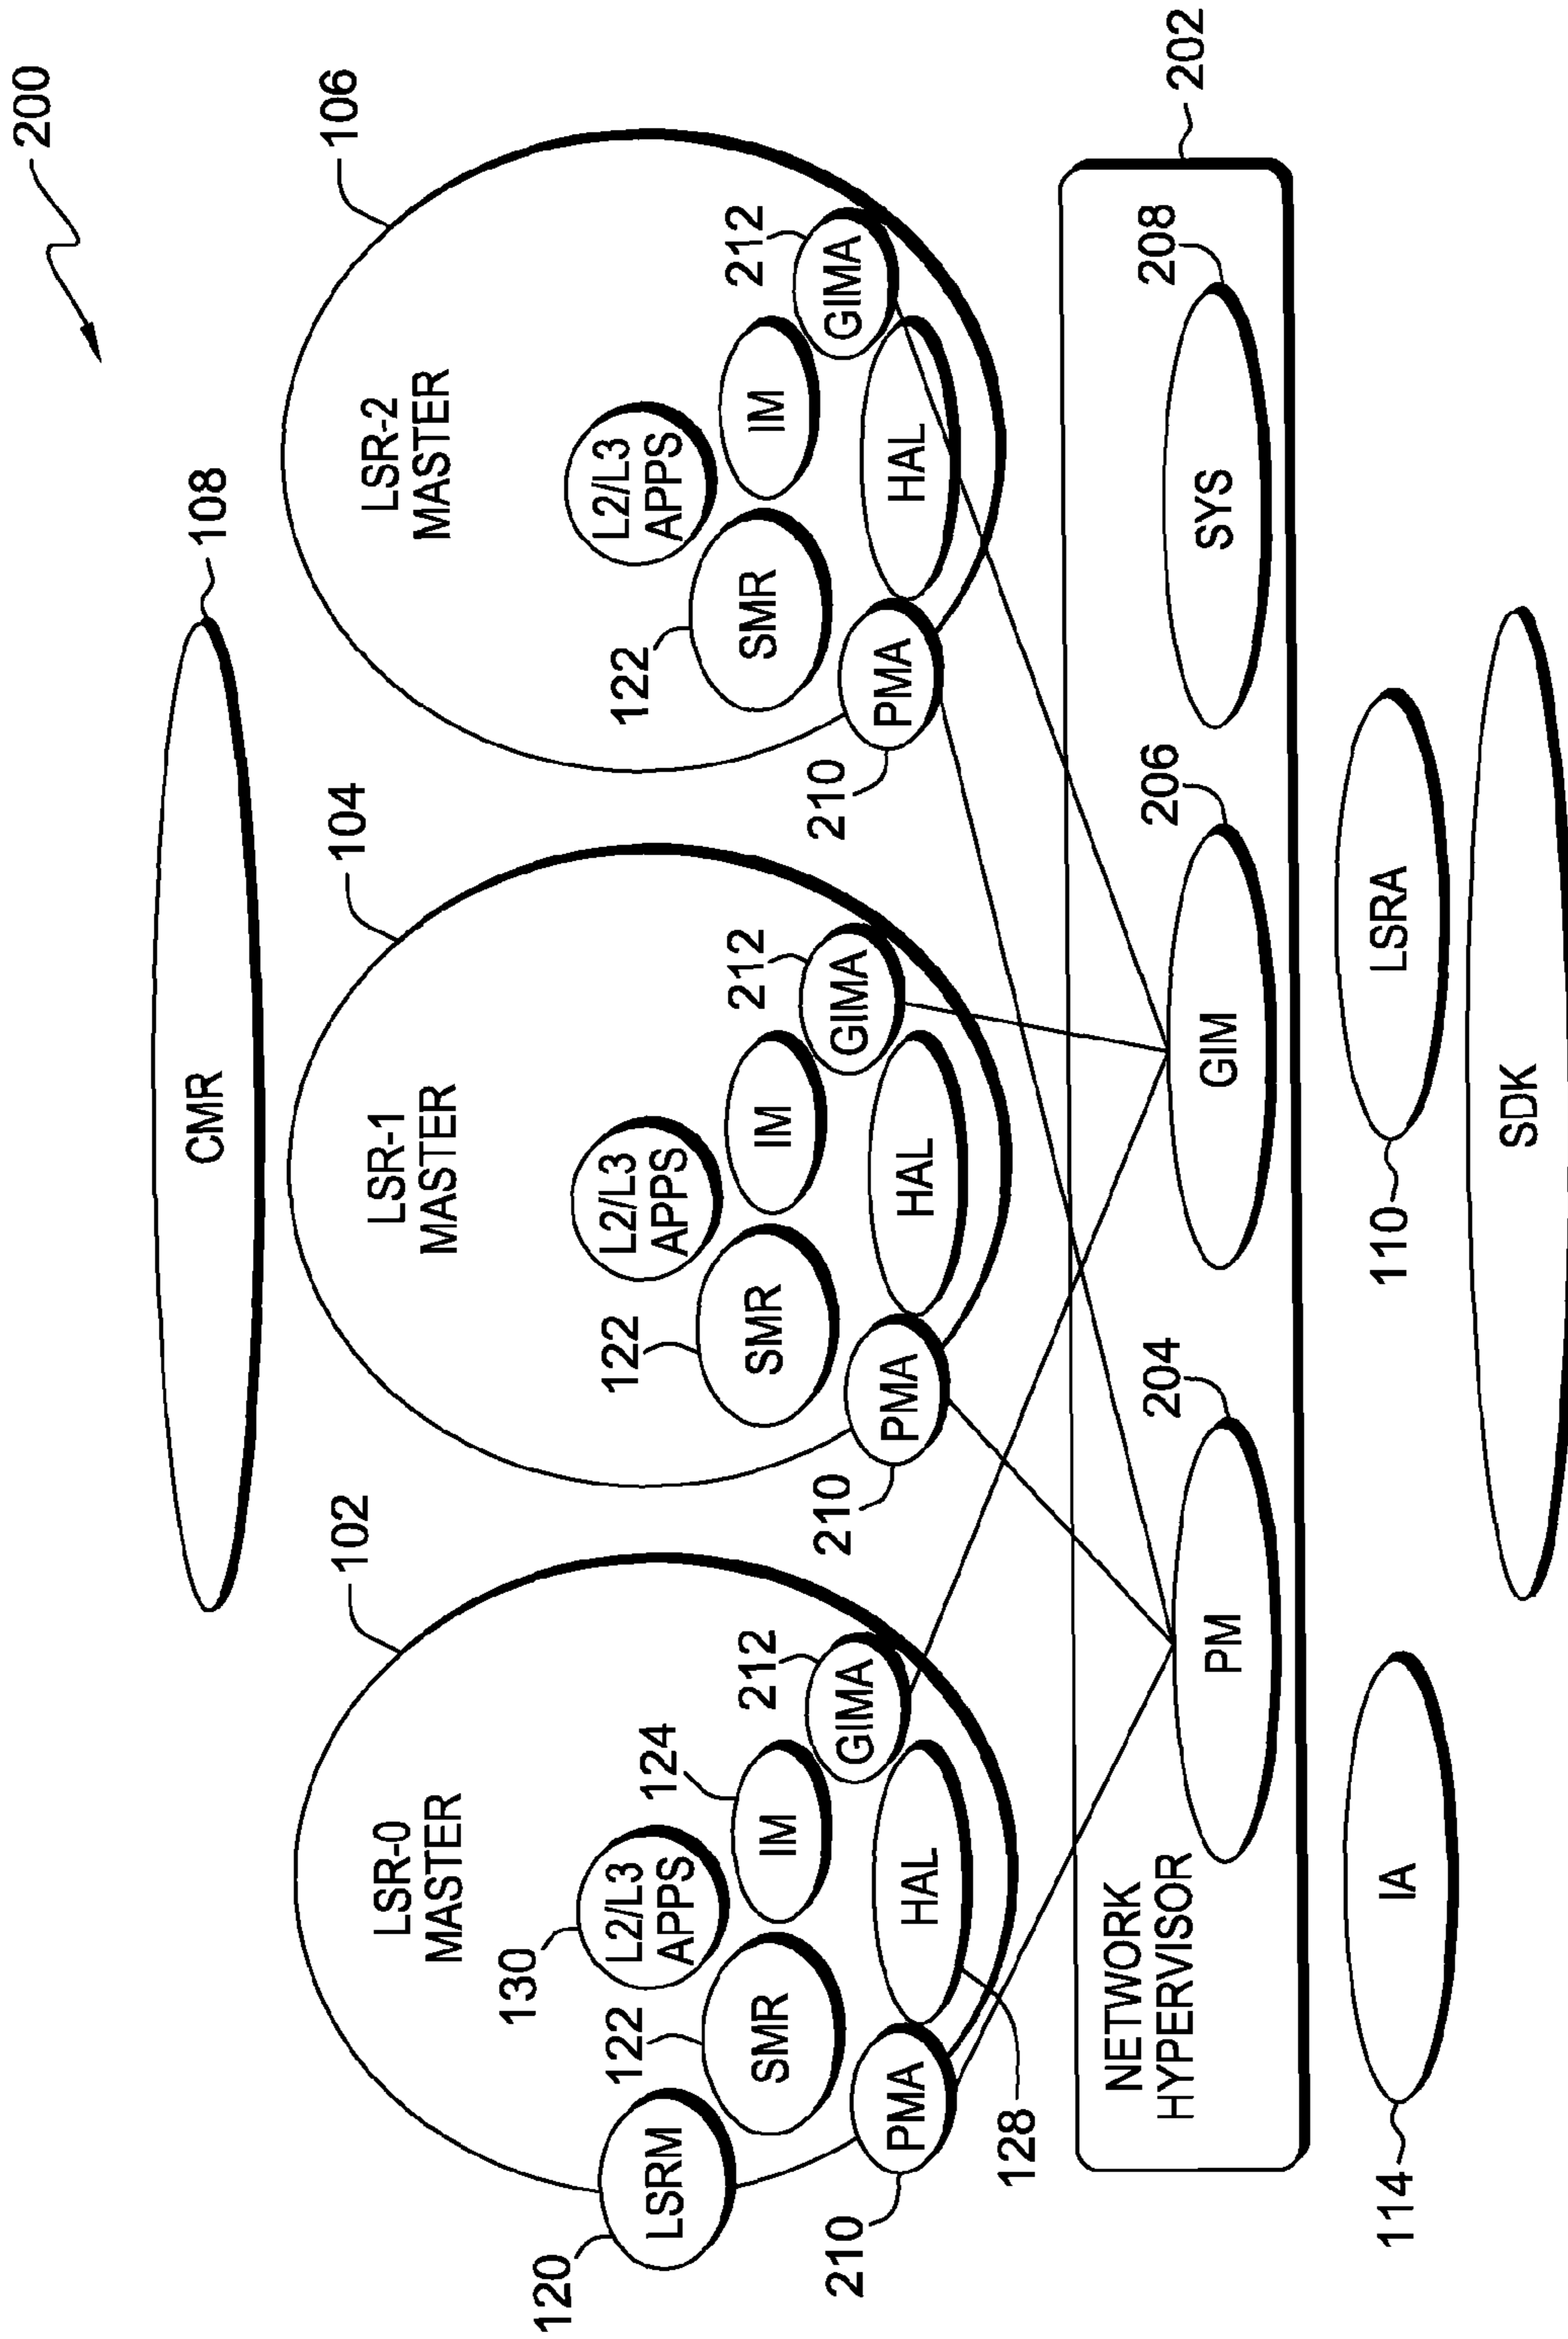 200
CMR
108
102
104
106
LSR-0
MASTER
LSR-1
MASTER
LSR-2
MASTER
130
L2/L3
APPS
L2/L3
APPS
L2/L3
APPS
120
LSRM
122
SMR
124
IM
212
GIMA
122
SMR
IM
212
GIMA
122
SMR
IM
212
GIMA
210
PMA
HAL
128
210
PMA
HAL
210
PMA
HAL
NETWORK
HYPERVISOR
202
204
PM
206
GIM
208
SYS
114
IA
110
LSRA
SDK